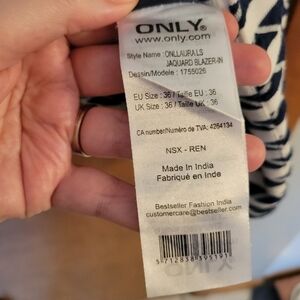 ONLY®
www.only.com
Style Name : ONLLAURA LS
JAQUARD BLAZER-IN
Dessin/Modele : 1755026
EU Size : 36 / Taille EU : 36
UK Size : 36 / Taille UK : 36
CA number/Numéro de TVA: 4264134
NSX - REN
Made In India
Fabriqué en Inde
Bestseller Fashion India
customercare@bestseller.com